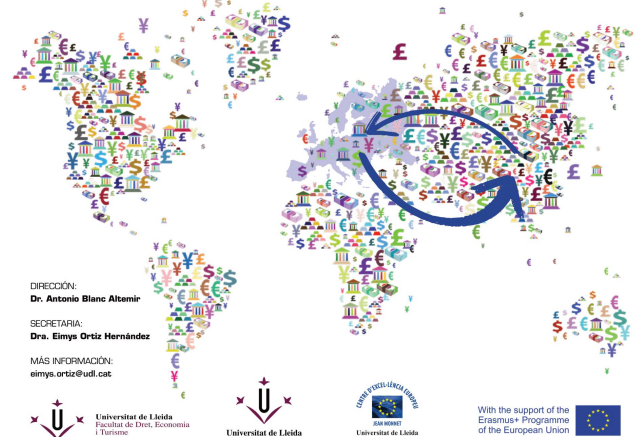 DIRECCIÓN:
Dr. Antonio Blanc Altemir
SECRETARIA:
Dra. Eimys Ortiz Hernández
MÁS INFORMACIÓN:
eimys.ortiz@udl.cat
Universitat de Lleida
Facultat de Dret, Economia
i Turisme
Universitat de Lleida
CENTRE D'EXCEL·LÈNCIA EUROPEU
JEAN MONNET
Universitat de Lleida
With the support of the
Erasmus+ Programme
of the European Union